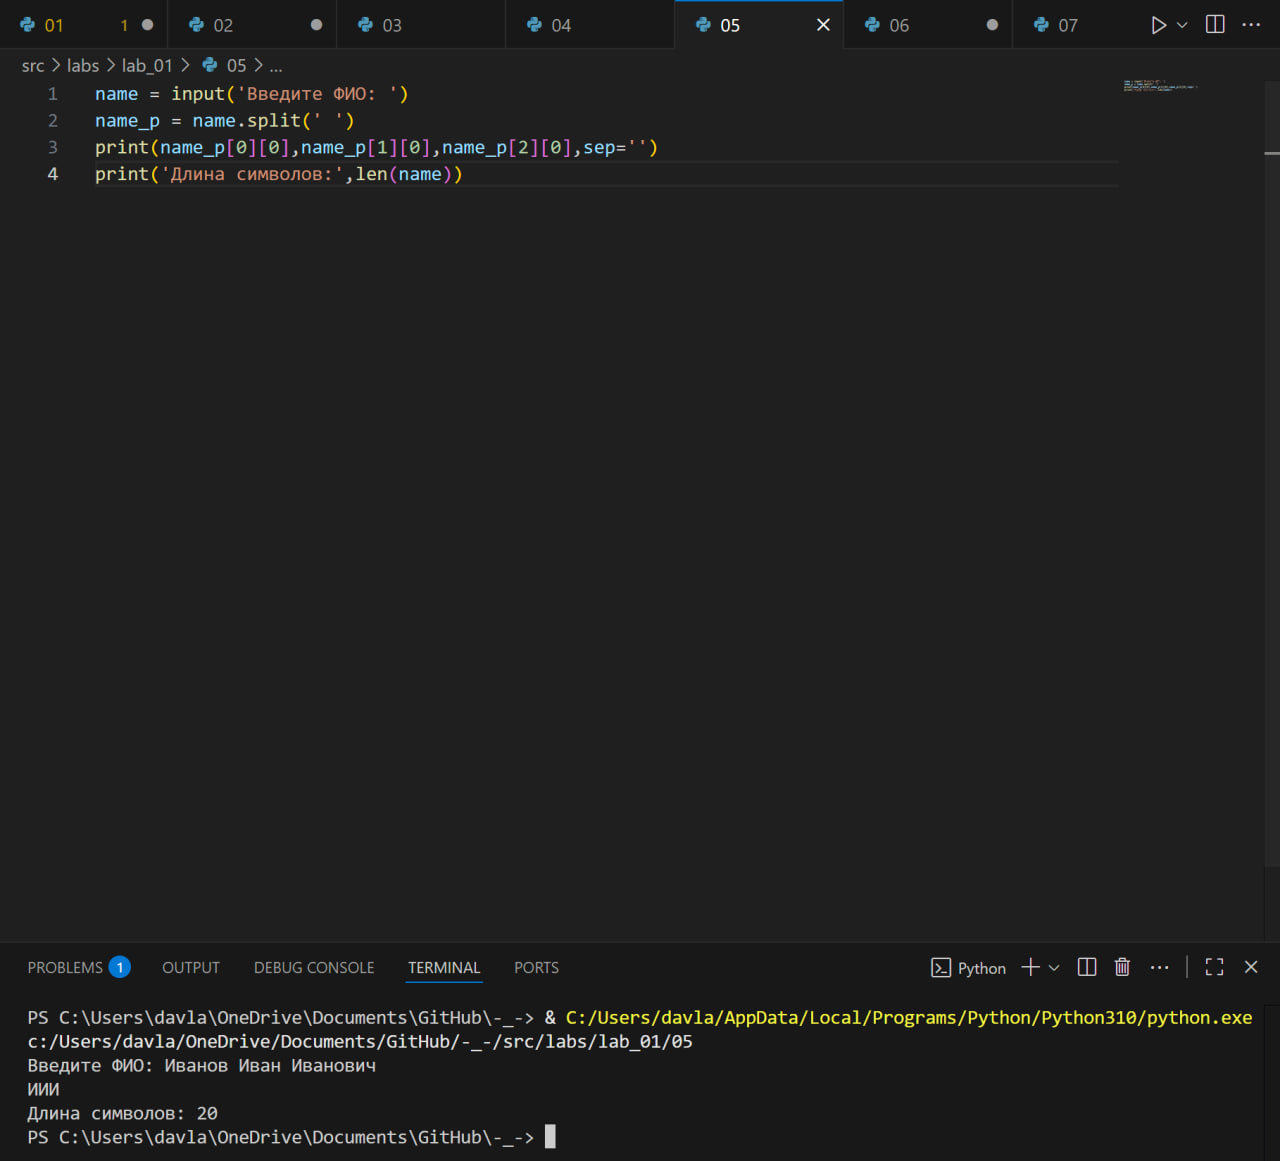 01 1 02 03 04 05 06 07
src labs lab_01 05 ...
1 name = input('Введите ФИО: ')
2 name_p = name.split(' ')
3 print(name_p[0][0],name_p[1][0],name_p[2][0],sep='')
4 print('Длина символов:',len(name))
PROBLEMS 1 OUTPUT DEBUG CONSOLE TERMINAL PORTS Python
PS C:\Users\davla\OneDrive\Documents\GitHub\-_-> & C:/Users/davla/AppData/Local/Programs/Python/Python310/python.exe
c:/Users/davla/OneDrive/Documents/GitHub/-_-/src/labs/lab_01/05
Введите ФИО: Иванов Иван Иванович
ИИИ
Длина символов: 20
PS C:\Users\davla\OneDrive\Documents\GitHub\-_->